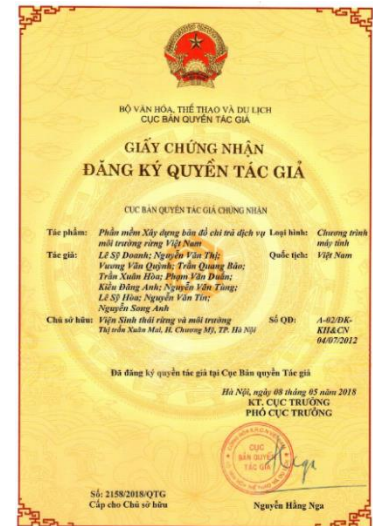 BỘ VĂN HÓA, THỂ THAO VÀ DU LỊCH
CỤC BẢN QUYỀN TÁC GIẢ
GIẤY CHỨNG NHẬN
ĐĂNG KÝ QUYỀN TÁC GIẢ
CỤC BẢN QUYỀN TÁC GIẢ CHỨNG NHẬN
Tác phẩm: Phần mềm Xây dựng bản đồ chi trả dịch vụ Loại hình: Chương trình
môi trường rừng Việt Nam máy tính
Tác giả: Lê Sỹ Doanh; Nguyễn Văn Thị; Quốc tịch: Việt Nam
Vương Văn Quỳnh; Trần Quang Bảo;
Trần Xuân Hòa; Phạm Văn Duẩn;
Kiều Đăng Anh; Nguyễn Văn Tùng;
Lê Sỹ Hòa; Nguyễn Văn Tín;
Nguyễn Song Anh
Chủ sở hữu: Viện Sinh thái rừng và môi trường Số QĐ: A-02/ĐK-
Thị trấn Xuân Mai, H. Chương Mỹ, TP. Hà Nội KH&CN
04/07/2012
Đã đăng ký quyền tác giả tại Cục Bản quyền Tác giả
Hà Nội, ngày 08 tháng 05 năm 2018
KT. CỤC TRƯỞNG
PHÓ CỤC TRƯỞNG
CỤC
BẢN QUYỀN
TÁC GIẢ
Số: 2158/2018/QTG
Cấp cho Chủ sở hữu Nguyễn Hằng Nga